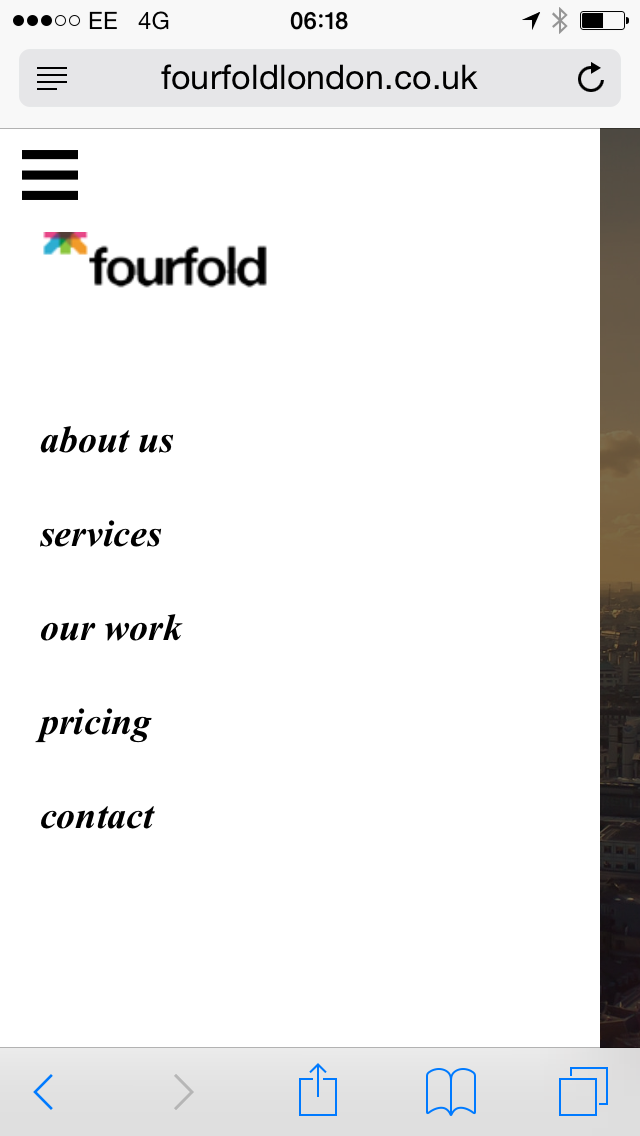 EE 4G 06:18
fourfoldlondon.co.uk
fourfold
about us
services
our work
pricing
contact